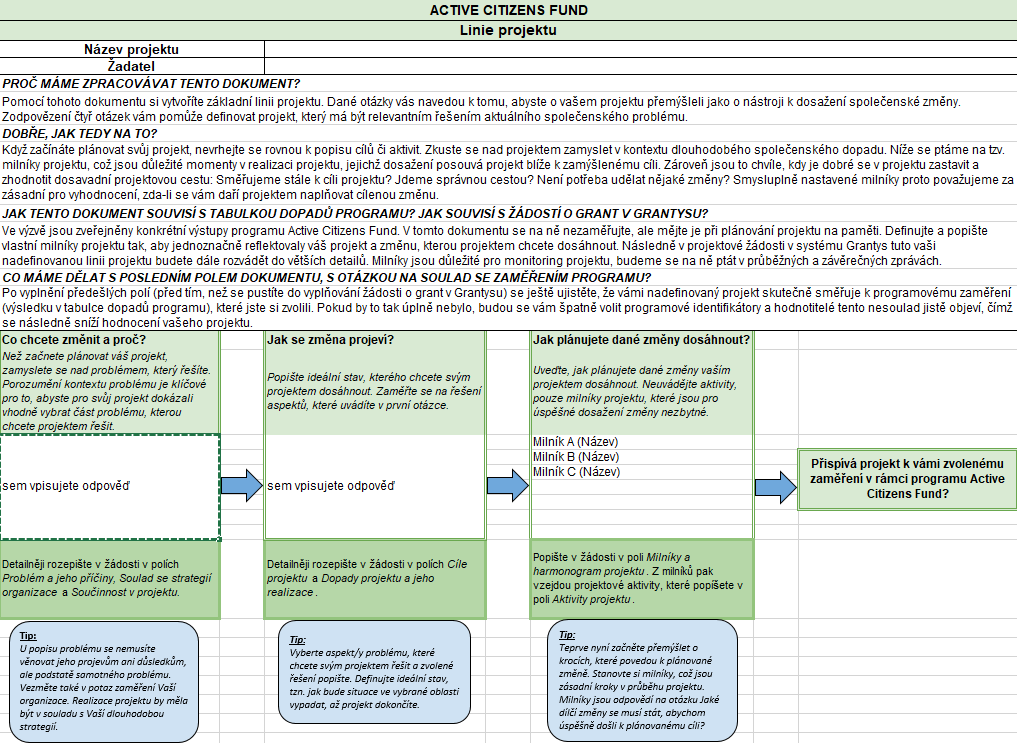 ACTIVE CITIZENS FUND
Linie projektu
Název projektu
Žadatel
PROČ MÁME ZPRACOVÁVAT TENTO DOKUMENT?
Pomocí tohoto dokumentu si vytvoříte základní linii projektu. Dané otázky vás navedou k tomu, abyste o vašem projektu přemýšleli jako o nástroji k dosažení společenské změny.
Zodpovězení čtyř otázek vám pomůže definovat projekt, který má být relevantním řešením aktuálního společenského problému.
DOBŘE, JAK TEDY NA TO?
Když začínáte plánovat svůj projekt, nevrhejte se rovnou k popisu cílů či aktivit. Zkuste se nad projektem zamyslet v kontextu dlouhodobého společenského dopadu. Níže se ptáme na tzv.
milníky projektu, což jsou důležité momenty v realizaci projektu, jejichž dosažení posouvá projekt blíže k zamýšlenému cíli. Zároveň jsou to chvíle, kdy je dobré se v projektu zastavit a
zhodnotit dosavadní projektovou cestu: Směřujeme stále k cíli projektu? Jdeme správnou cestou? Není potřeba udělat nějaké změny? Smysluplně nastavené milníky proto považujeme za
zásadní pro vyhodnocení, zda-li se vám daří projektem naplňovat cílenou změnu.
JAK TENTO DOKUMENT SOUVISÍ S TABULKOU DOPADŮ PROGRAMU? JAK SOUVISÍ S ŽÁDOSTÍ O GRANT V GRANTYSU?
Ve výzvě jsou zveřejněny konkrétní výstupy programu Active Citizens Fund. V tomto dokumentu se na ně nezaměřujte, ale mějte je při plánování projektu na paměti. Definujte a popište
vlastní milníky projektu tak, aby jednoznačně reflektovaly váš projekt a změnu, kterou projektem chcete dosáhnout. Následně v projektové žádosti v systému Grantys tuto vaši
nadefinovanou linii projektu budete dále rozvádět do větších detailů. Milníky jsou důležité pro monitoring projektu, budeme se na ně ptát v průběžných a závěrečných zprávách.
CO MÁME DĚLAT S POSLEDNÍM POLEM DOKUMENTU, S OTÁZKOU NA SOULAD SE ZAMĚŘENÍM PROGRAMU?
Po vyplnění předešlých polí (před tím, než se pustíte do vyplňování žádosti o grant v Grantysu) se ještě ujistěte, že vámi nadefinovaný projekt skutečně směřuje k programovému zaměření
(výsledku v tabulce dopadů programu), které jste si zvolili. Pokud by to tak úplně nebylo, budou se vám špatně volit programové identifikátory a hodnotitelé tento nesoulad jistě objeví, čímž
se následně sníží hodnocení vašeho projektu.
Co chcete změnit a proč?
Než začnete plánovat váš projekt,
zamyslete se nad problémem, který řešíte.
Porozumění kontextu problému je klíčové
pro to, abyste pro svůj projekt dokázali
vhodně vybrat část problému, kterou
chcete projektem řešit.
sem vpisujete odpověď
Detailněji rozepište v žádosti v polích
Problém a jeho příčiny, Soulad se strategií
organizace a Součinnost v projektu.
Tip:
U popisu problému se nemusíte
věnovat jeho projevům ani důsledkům,
ale podstatě samotného problému.
Vezměte také v potaz zaměření Vaší
organizace. Realizace projektu by měla
být v souladu s Vaší dlouhodobou
strategií.
Jak se změna projeví?
Popište ideální stav, kterého chcete svým
projektem dosáhnout. Zaměřte se na řešení
aspektů, které uvádíte v první otázce.
sem vpisujete odpověď
Detailněji rozepište v žádosti v polích Cíle
projektu a Dopady projektu a jeho
realizace.
Tip:
Vyberte aspekt/y problému, které
chcete svým projektem řešit a zvolené
řešení popište. Definujte ideální stav,
tzn. jak bude situace ve vybrané oblasti
vypadat, až projekt dokončíte.
Jak plánujete dané změny dosáhnout?
Uveďte, jak plánujete dané změny vaším
projektem dosáhnout. Neuvádějte aktivity,
pouze milníky projektu, které jsou pro
úspěšné dosažení změny nezbytné.
Milník A (Název)
Milník B (Název)
Milník C (Název)
Popište v žádosti v poli Milníky a
harmonogram projektu. Z milníků pak
vzejdou projektové aktivity, které popíšete v
poli Aktivity projektu.
Tip:
Teprve nyní začněte přemýšlet o
krocích, které povedou k plánované
změně. Stanovte si milníky, což jsou
zásadní kroky v průběhu projektu.
Milníky jsou odpovědí na otázku Jaké
dílčí změny se musí stát, abychom
úspěšně došli k plánovanému cíli?
Přispívá projekt k vámi zvolenému
zaměření v rámci programu Active
Citizens Fund?